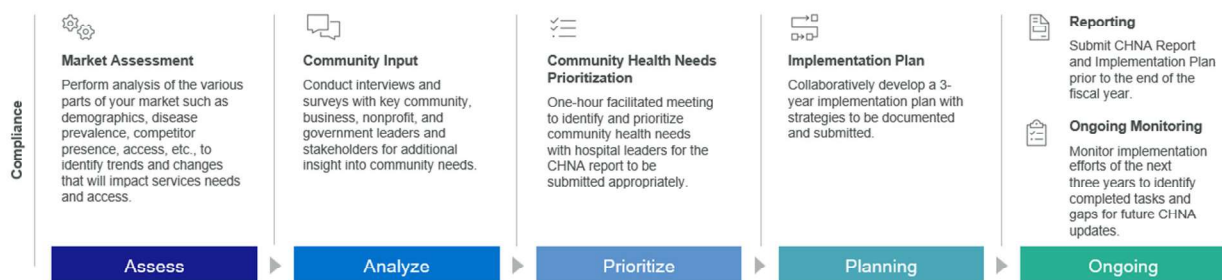 Compliance
Market Assessment
Perform analysis of the various
parts of your market such as
demographics, disease
prevalence, competitor
presence, access, etc., to
identify trends and changes
that will impact services needs
and access.
Assess
Community Input
Conduct interviews and
surveys with key community,
business, nonprofit, and
government leaders and
stakeholders for additional
insight into community needs.
Analyze
Community Health Needs
Prioritization
One-hour facilitated meeting
to identify and prioritize
community health needs
with hospital leaders for the
CHNA report to be
submitted appropriately.
Prioritize
Implementation Plan
Collaboratively develop a 3-
year implementation plan with
strategies to be documented
and submitted.
Planning
Reporting
Submit CHNA Report
and Implementation Plan
prior to the end of the
fiscal year.
Ongoing Monitoring
Monitor implementation
efforts of the next
three years to identify
completed tasks and
gaps for future CHNA
updates.
Ongoing